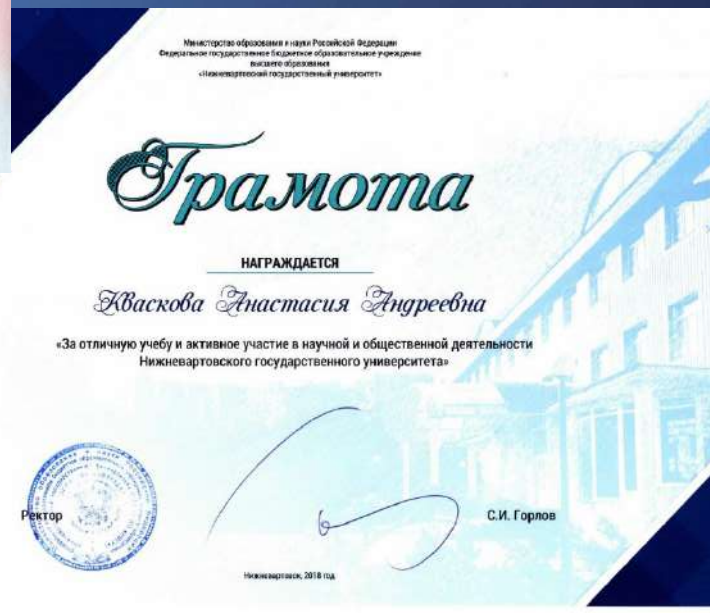 Министерство образования и науки Российской Федерации
Федеральное государственное бюджетное образовательное учреждение
высшего образования
«Нижневартовский государственный университет»
Грамота
НАГРАЖДАЕТСЯ
Кваскова Анастасия Андреевна
«За отличную учебу и активное участие в научной и общественной деятельности
Нижневартовского государственного университета»
Ректор
С.И. Горлов
Нижневартовск, 2018 год